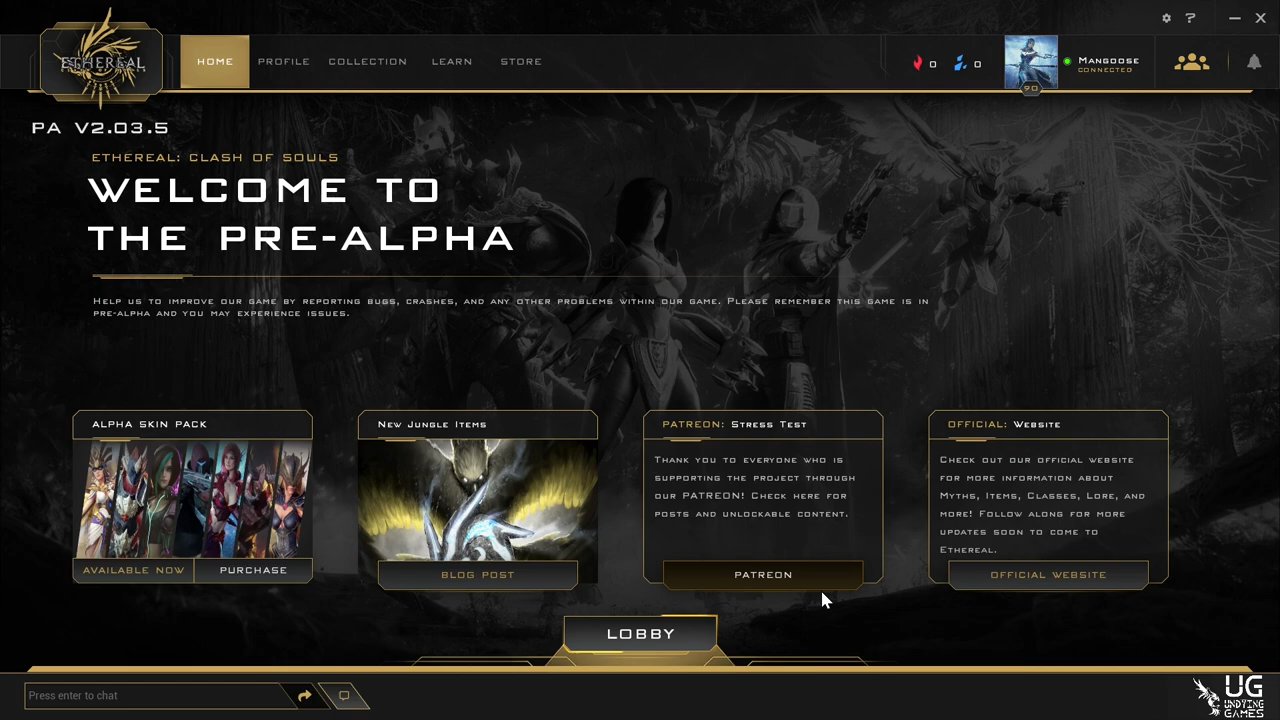 ETHEREAL
HOME
PROFILE
COLLECTION
LEARN
STORE
0
0
Mangoose
CONNECTED
90
PA V2.03.5
ETHEREAL: CLASH OF SOULS
WELCOME TO
THE PRE-ALPHA
Help us to improve our game by reporting bugs, crashes, and any other problems within our game. Please remember this game is in
pre-alpha and you may experience issues.
ALPHA SKIN PACK
AVAILABLE NOW
PURCHASE
New Jungle Items
BLOG POST
PATREON: Stress Test
Thank you to everyone who is
supporting the project through
our PATREON! Check here for
posts and unlockable content.
PATREON
OFFICIAL: Website
Check out our official website
for more information about
Myths, Items, Classes, Lore, and
more! Follow along for more
updates soon to come to
Ethereal.
OFFICIAL WEBSITE
LOBBY
Press enter to chat
UG
UNDYING
GAMES